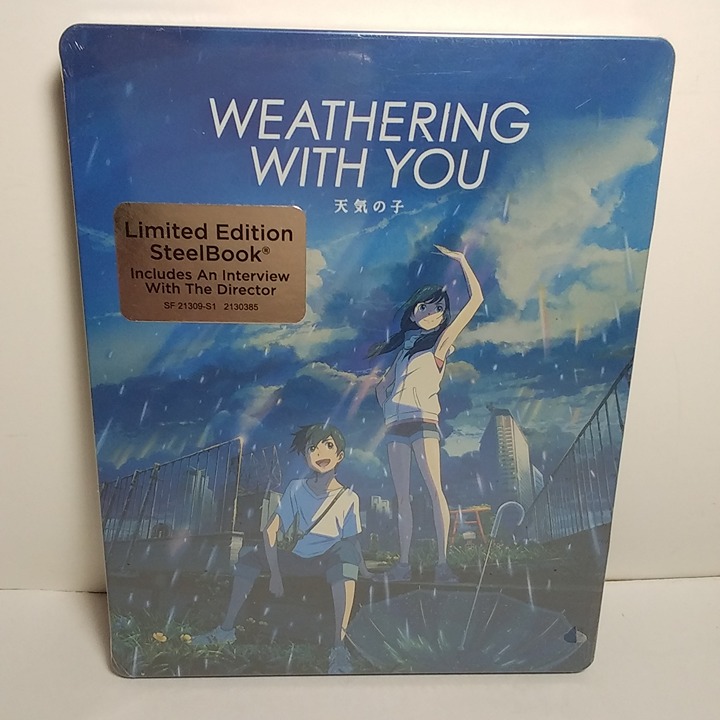 WEATHERING
WITH YOU
天気の子
Limited Edition
SteelBook®
Includes An Interview
With The Director
SF 21309-S1 2130385